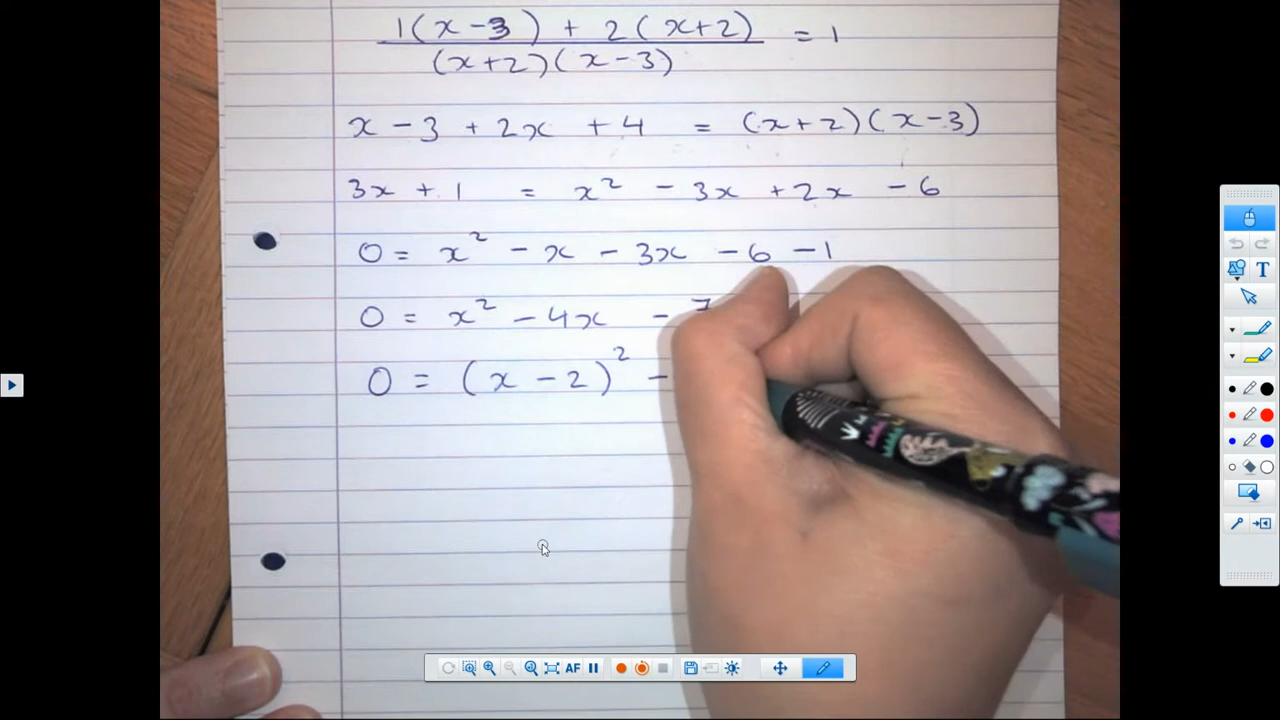 1(x-3) + 2(x+2) = 1
(x+2)(x-3)
x - 3 + 2x + 4 = (x+2)(x-3)
3x + 1 = x² - 3x + 2x - 6
0 = x² - x - 3x - 6 - 1
0 = x² - 4x - 7
0 = (x - 2)² -
T
AF